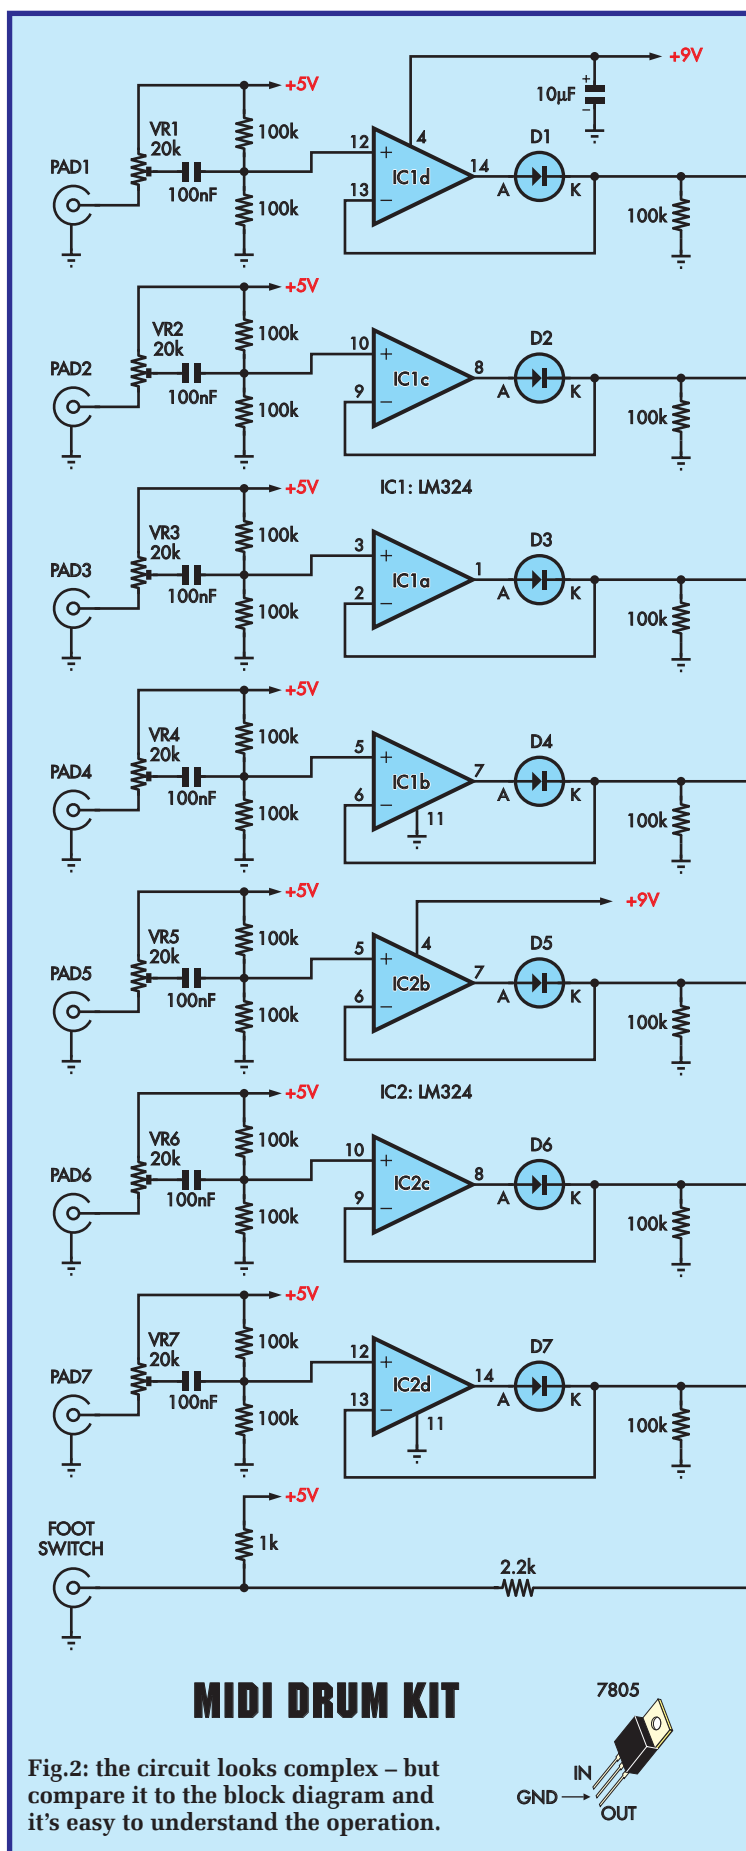 +9V
+5V
10µF
+
−
VR1
20k
100k
D1
PAD1
12
+
4
14
IC1d
100nF
13
−
A
K
100k
100k
+5V
VR2
20k
100k
D2
PAD2
10
+
8
IC1c
100nF
9
−
A
K
100k
100k
+5V
IC1: LM324
VR3
20k
100k
D3
PAD3
3
+
1
IC1a
100nF
2
−
A
K
100k
100k
+5V
VR4
20k
100k
D4
PAD4
5
+
7
IC1b
100nF
6
−
11
A
K
100k
100k
+5V
+9V
VR5
20k
100k
D5
PAD5
5
+
4
7
IC2b
100nF
6
−
A
K
100k
100k
+5V
IC2: LM324
VR6
20k
100k
D6
PAD6
10
+
8
IC2c
100nF
9
−
A
K
100k
100k
+5V
VR7
20k
100k
D7
PAD7
12
+
14
IC2d
100nF
13
−
11
A
K
100k
100k
+5V
FOOT
SWITCH
1k
2.2k
MIDI DRUM KIT
7805
IN
GND
OUT
Fig.2: the circuit looks complex – but
compare it to the block diagram and
it's easy to understand the operation.